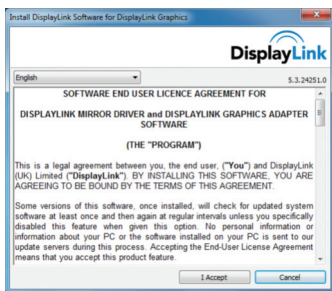 Install DisplayLink Software for DisplayLink Graphics
DisplayLink
English
5.3.24251.0
SOFTWARE END USER LICENCE AGREEMENT FOR
DISPLAYLINK MIRROR DRIVER and DISPLAYLINK GRAPHICS ADAPTER
SOFTWARE
(THE "PROGRAM")
This is a legal agreement between you, the end user, ("You") and DisplayLink
(UK) Limited ("DisplayLink"). BY INSTALLING THIS SOFTWARE, YOU ARE
AGREEING TO BE BOUND BY THE TERMS OF THIS AGREEMENT.
Some versions of this software, once installed, will check for updated system
software at least once and then again at regular intervals unless you specifically
disabled this feature when given this option. No personal information or
information about your PC or the software installed on your PC is sent to our
update servers during this process. Accepting the End-User License Agreement
means that you accept this product feature.
I Accept
Cancel